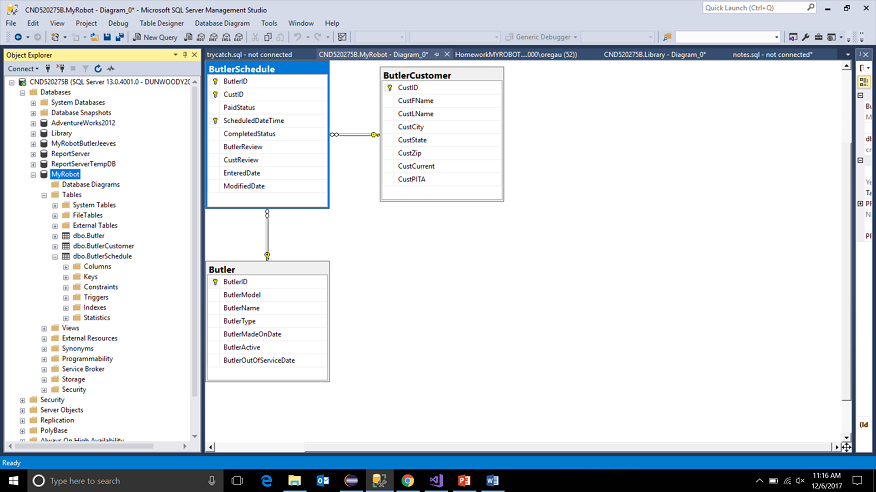 CND520275B.MyRobot - Diagram_0* - Microsoft SQL Server Management Studio
Quick Launch (Ctrl+Q)
File Edit View Project Debug Table Designer Database Diagram Tools Window Help
New Query
Generic Debugger
Object Explorer
trycatch.sql - not connected
CND520275B.MyRobot - Diagram_0*
HomeworkMYROBOT....000\oregau (52))
CND520275B.Library - Diagram_0*
notes.sql - not connected*
Connect
CND520275B (SQL Server 13.0.4001.0 - DUNWOODY2C
Databases
System Databases
Database Snapshots
AdventureWorks2012
Library
MyRobotButlerJeeves
ReportServer
ReportServerTempDB
MyRobot
Database Diagrams
Tables
System Tables
FileTables
External Tables
dbo.Butler
dbo.ButlerCustomer
dbo.ButlerSchedule
Columns
Keys
Constraints
Triggers
Indexes
Statistics
Views
External Resources
Synonyms
Programmability
Service Broker
Storage
Security
Security
Server Objects
Replication
PolyBase
Always On High Availability
ButlerSchedule
ButlerID
CustID
PaidStatus
ScheduledDateTime
CompletedStatus
ButlerReview
CustReview
EnteredDate
ModifiedDate
ButlerCustomer
CustID
CustFName
CustLName
CustCity
CustState
CustZip
CustCurrent
CustPITA
Butler
ButlerID
ButlerModel
ButlerName
ButlerType
ButlerMadeOnDate
ButlerActive
ButlerOutOfServiceDate
(Id
Ready
Type here to search
11:16 AM
12/6/2017